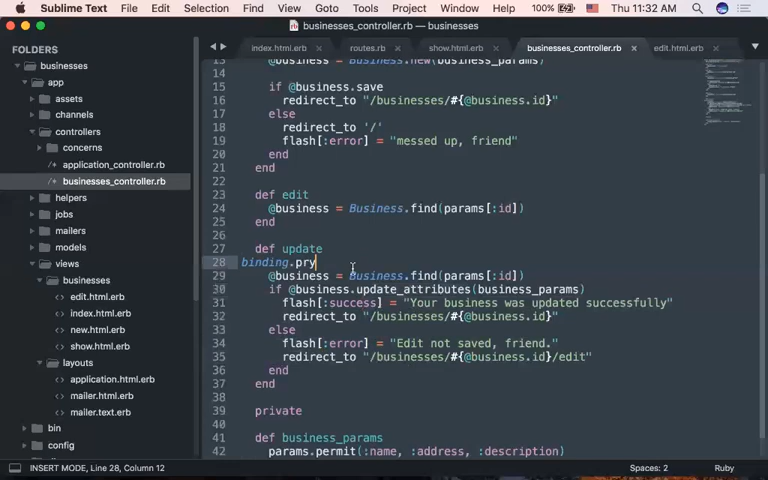 Sublime Text File Edit Selection Find View Goto Tools Project Window Help 100% Thu 11:32 AM
businesses_controller.rb — businesses
FOLDERS
businesses
app
assets
channels
controllers
concerns
application_controller.rb
businesses_controller.rb
helpers
jobs
mailers
models
views
businesses
edit.html.erb
index.html.erb
new.html.erb
show.html.erb
layouts
application.html.erb
mailer.html.erb
mailer.text.erb
bin
config
index.html.erb × routes.rb × show.html.erb × businesses_controller.rb × edit.html.erb ×
13 @business = Business.new(business_params)
14
15 if @business.save
16 redirect_to "/businesses/#{@business.id}"
17 else
18 redirect_to '/'
19 flash[:error] = "messed up, friend"
20 end
21 end
22
23 def edit
24 @business = Business.find(params[:id])
25 end
26
27 def update
28 binding.pry
29 @business = Business.find(params[:id])
30 if @business.update_attributes(business_params)
31 flash[:success] = "Your business was updated successfully"
32 redirect_to "/businesses/#{@business.id}"
33 else
34 flash[:error] = "Edit not saved, friend."
35 redirect_to "/businesses/#{@business.id}/edit"
36 end
37 end
38
39 private
40
41 def business_params
42 params.permit(:name, :address, :description)
INSERT MODE, Line 28, Column 12 Spaces: 2 Ruby